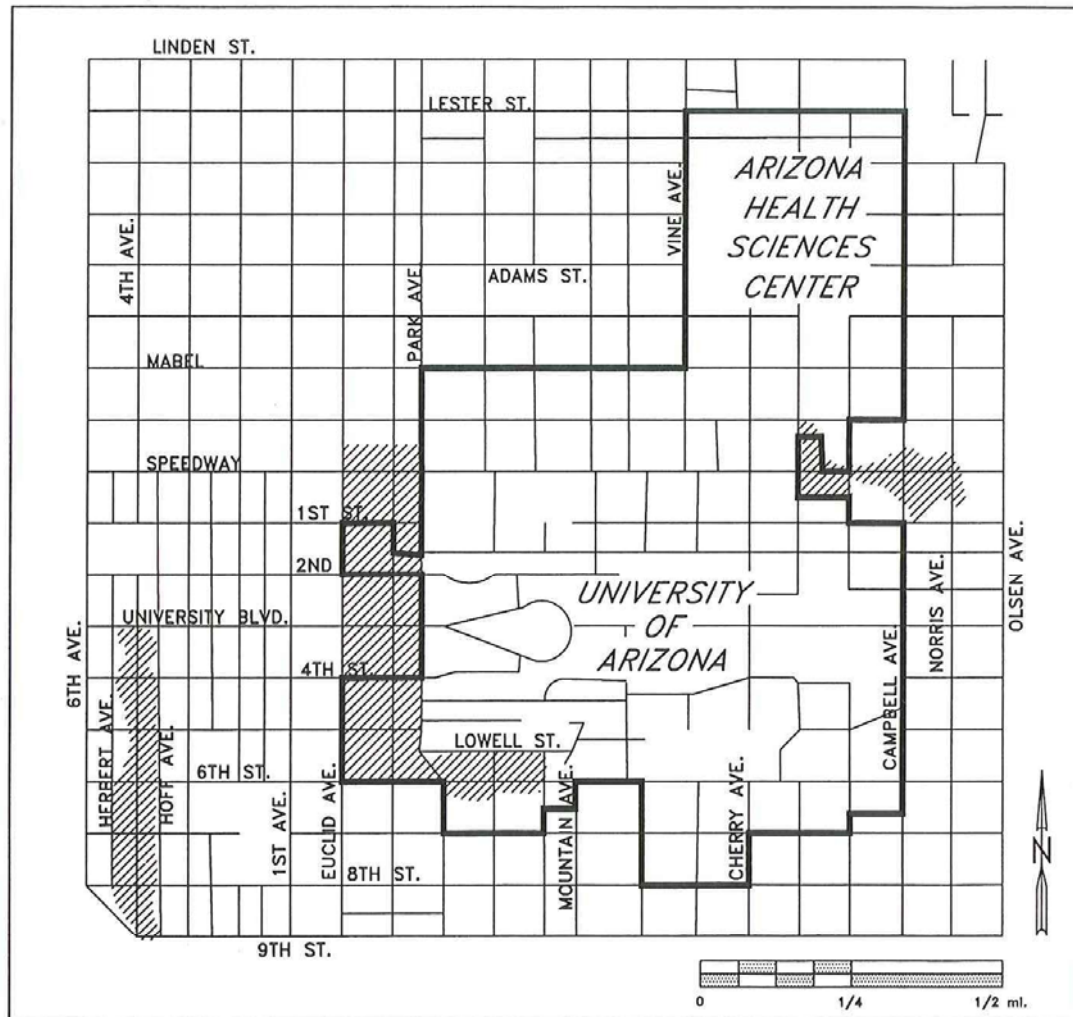 LINDEN ST.
LESTER ST.
ARIZONA
HEALTH
SCIENCES
CENTER
4TH AVE.
VINE AVE.
ADAMS ST.
PARK AVE
MABEL
SPEEDWAY
1ST ST.
2ND
UNIVERSITY BLVD.
UNIVERSITY
OF
ARIZONA
4TH ST.
6TH AVE.
HERBERT AVE.
HOFF AVE.
LOWELL ST.
6TH ST.
1ST AVE.
EUCLID AVE.
MOUNTAIN AVE.
CHERRY AVE.
CAMPBELL AVE.
NORRIS AVE.
OLSEN AVE.
8TH ST.
9TH ST.
N
0 1/4 1/2 mi.